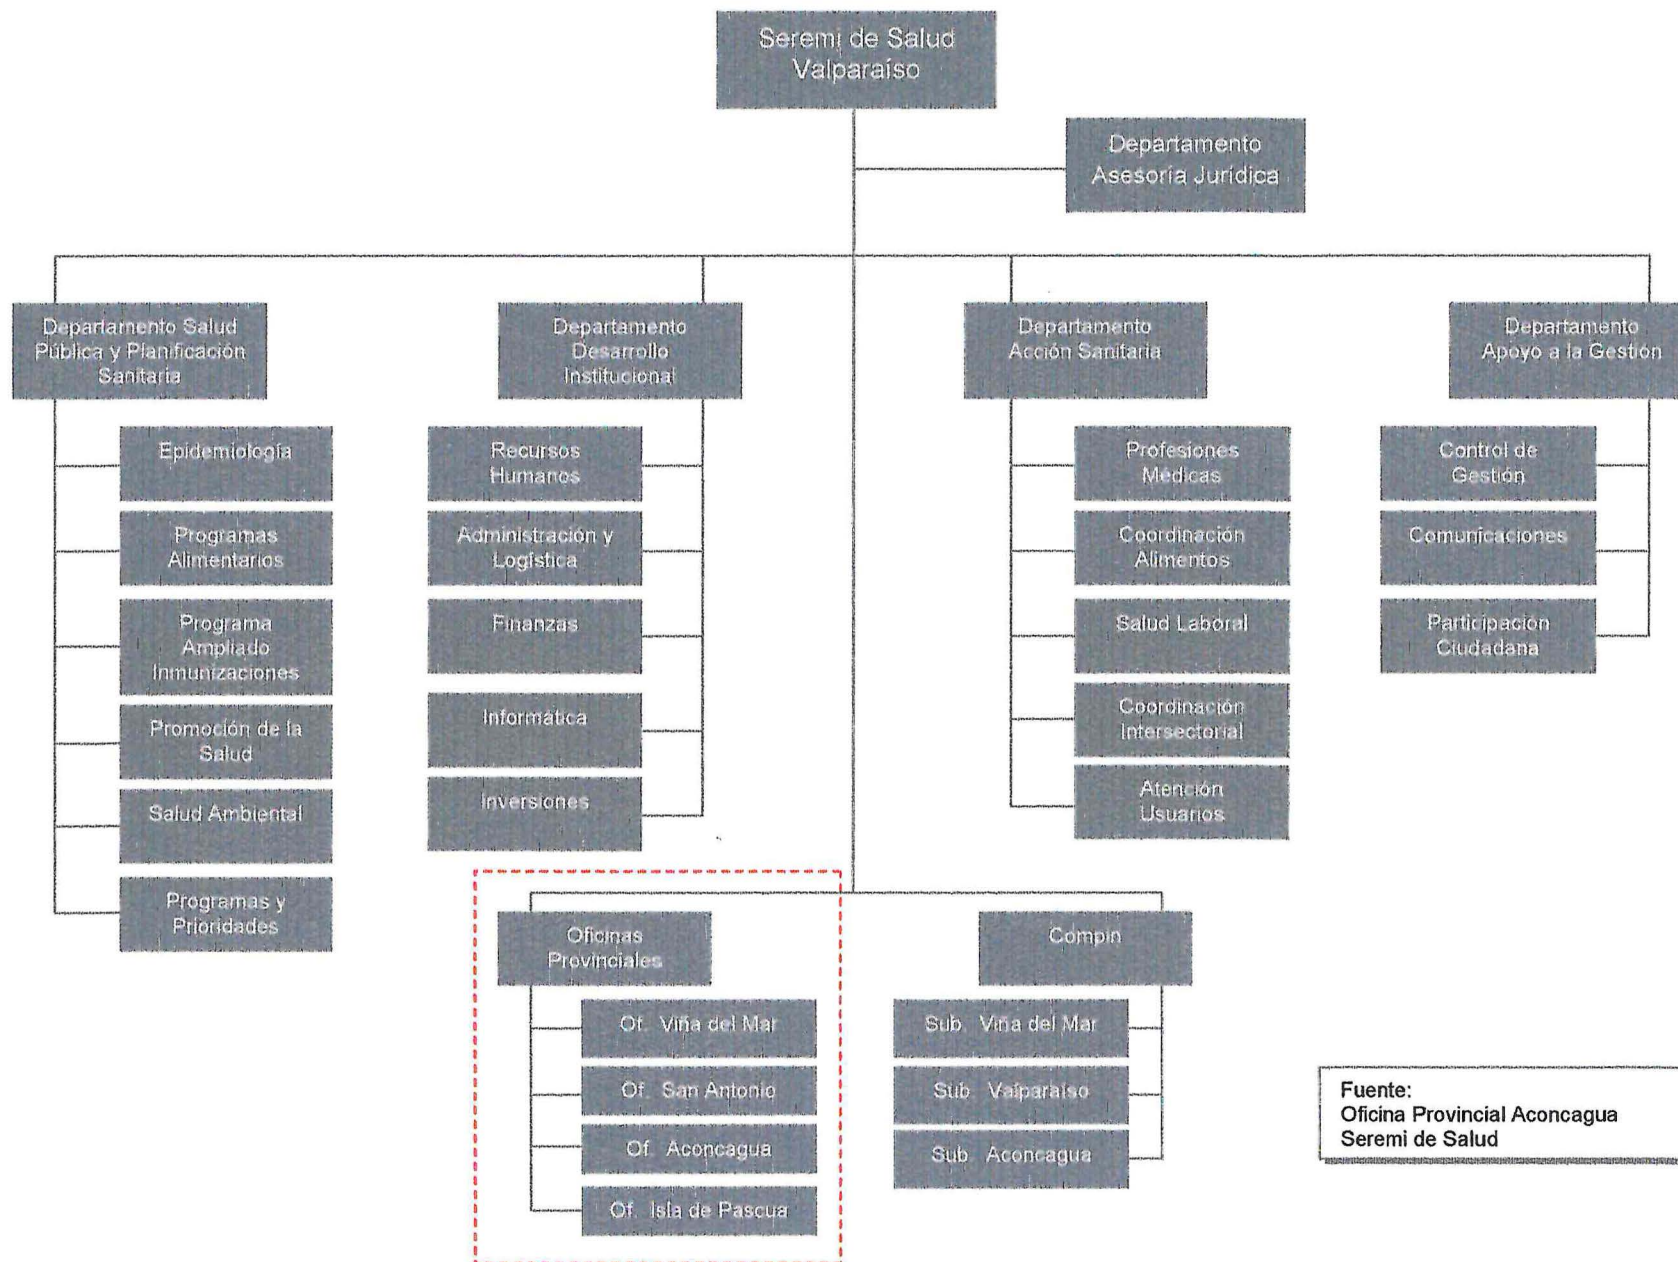 Seremi de Salud
Valparaíso
Departamento
Asesoría Jurídica
Departamento Salud
Pública y Planificación
Sanitaria
Departamento
Desarrollo
Institucional
Departamento
Acción Sanitaria
Departamento
Apoyo a la Gestión
Epidemiología
Programas
Alimentarios
Programa
Ampliado
Inmunizaciones
Promoción de la
Salud
Salud Ambiental
Programas y
Prioridades
Recursos
Humanos
Administración y
Logística
Finanzas
Informática
Inversiones
Profesiones
Médicas
Coordinación
Alimentos
Salud Laboral
Coordinación
Intersectorial
Atención
Usuarios
Control de
Gestión
Comunicaciones
Participación
Ciudadana
Oficinas
Provinciales
Of. Viña del Mar
Of. San Antonio
Of. Aconcagua
Of. Isla de Pascua
Compin
Sub. Viña del Mar
Sub. Valparaíso
Sub. Aconcagua
Fuente:
Oficina Provincial Aconcagua
Seremi de Salud